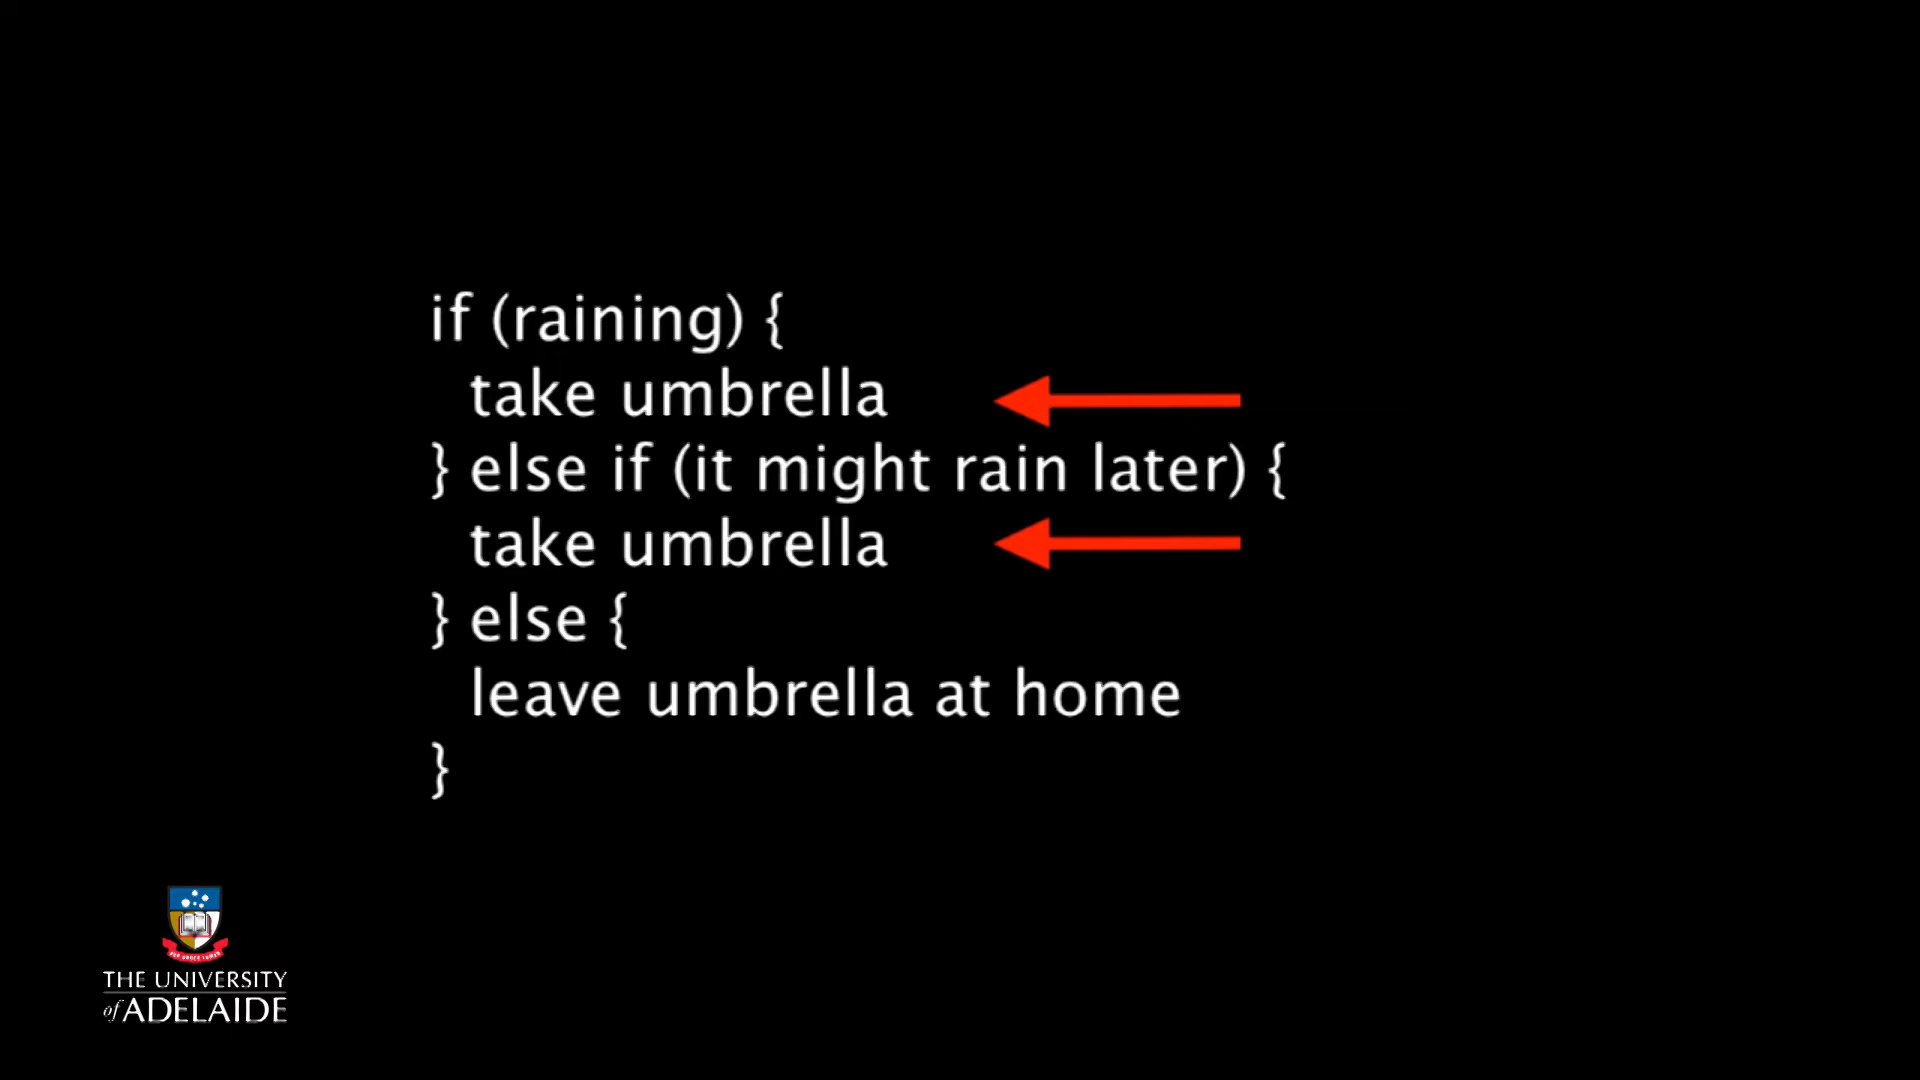 if (raining) {
take umbrella
} else if (it might rain later) {
take umbrella
} else {
leave umbrella at home
}
THE UNIVERSITY
of ADELAIDE